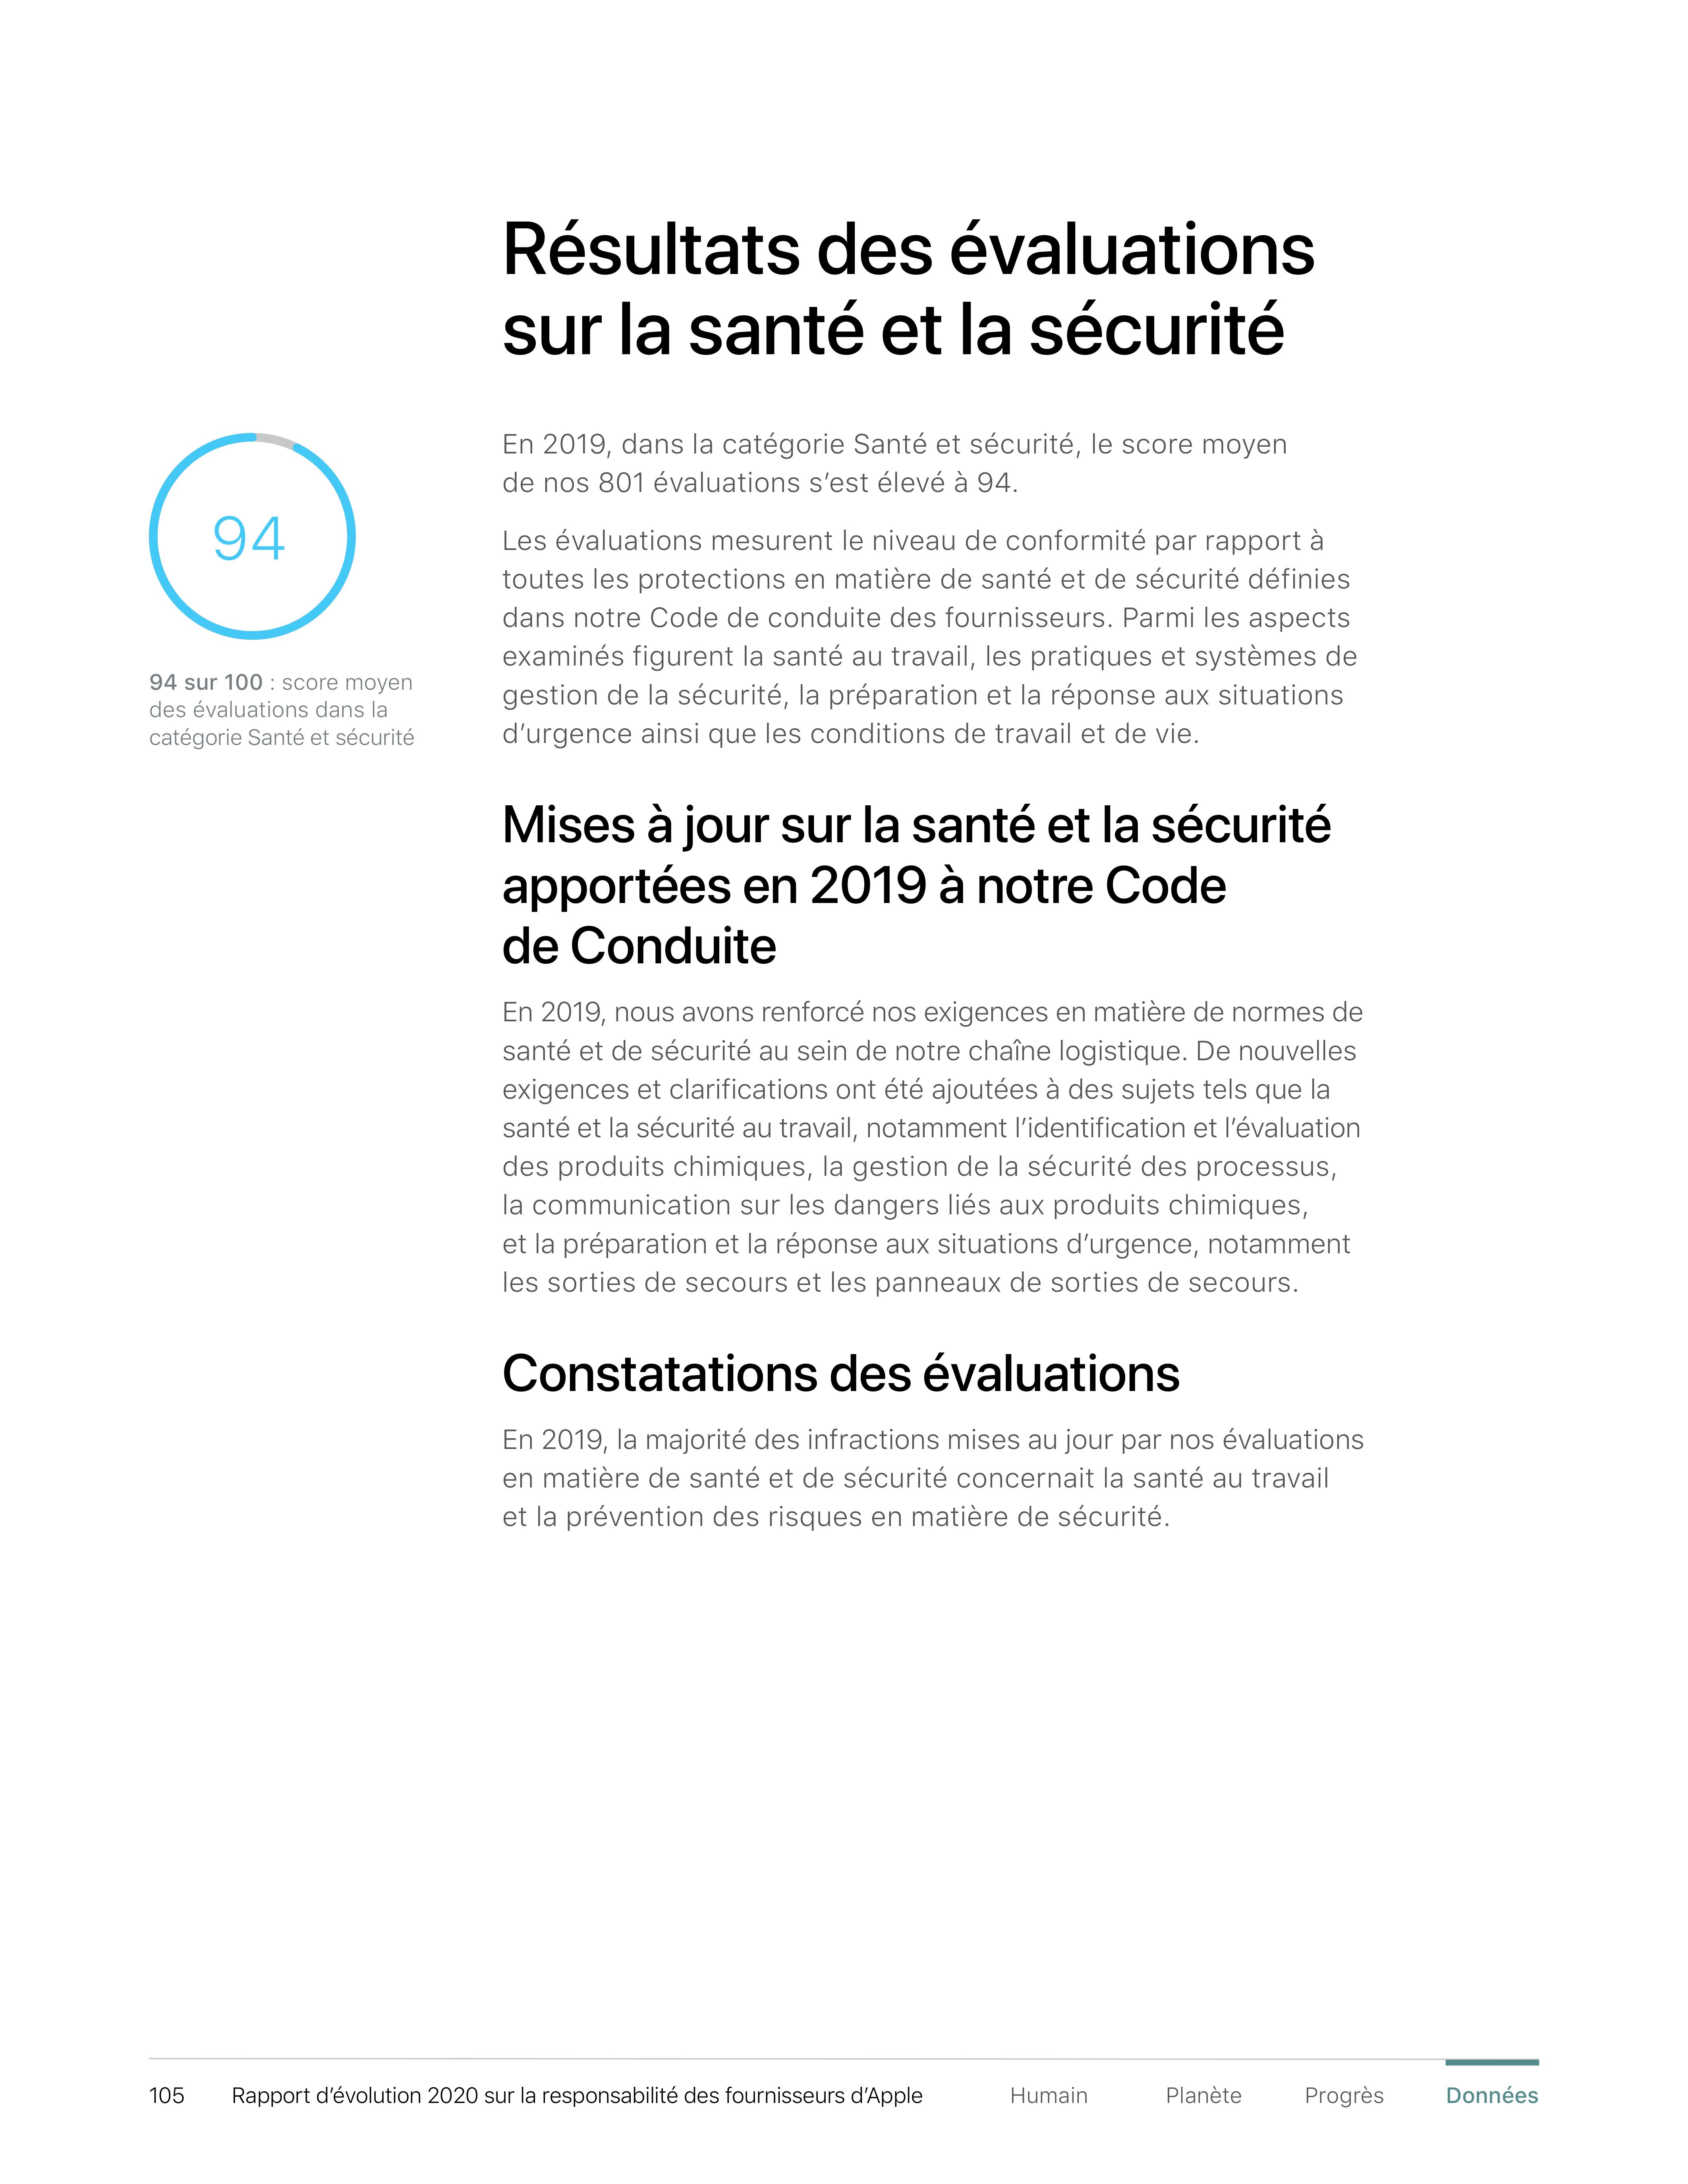 Résultats des évaluations
sur la santé et la sécurité
94
94 sur 100 : score moyen
des évaluations dans la
catégorie Santé et sécurité
En 2019, dans la catégorie Santé et sécurité, le score moyen
de nos 801 évaluations s’est élevé à 94.
Les évaluations mesurent le niveau de conformité par rapport à
toutes les protections en matière de santé et de sécurité définies
dans notre Code de conduite des fournisseurs. Parmi les aspects
examinés figurent la santé au travail, les pratiques et systèmes de
gestion de la sécurité, la préparation et la réponse aux situations
d’urgence ainsi que les conditions de travail et de vie.
Mises à jour sur la santé et la sécurité
apportées en 2019 à notre Code
de Conduite
En 2019, nous avons renforcé nos exigences en matière de normes de
santé et de sécurité au sein de notre chaîne logistique. De nouvelles
exigences et clarifications ont été ajoutées à des sujets tels que la
santé et la sécurité au travail, notamment l’identification et l’évaluation
des produits chimiques, la gestion de la sécurité des processus,
la communication sur les dangers liés aux produits chimiques,
et la préparation et la réponse aux situations d’urgence, notamment
les sorties de secours et les panneaux de sorties de secours.
Constatations des évaluations
En 2019, la majorité des infractions mises au jour par nos évaluations
en matière de santé et de sécurité concernait la santé au travail
et la prévention des risques en matière de sécurité.
105 Rapport d’évolution 2020 sur la responsabilité des fournisseurs d’Apple Humain Planète Progrès Données